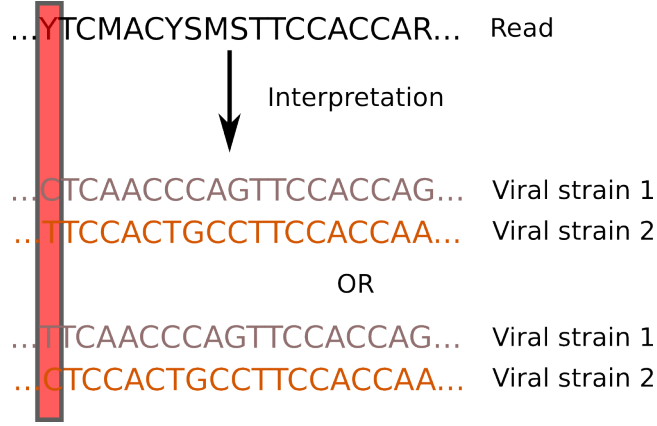 ...YTCMACYSMSTTCCACCAR... Read
Interpretation
...CTCAACCCAGTTCCACCAG... Viral strain 1
...TTCCACTGCCTTCCACCAA... Viral strain 2
OR
...TTCAACCCAGTTCCACCAG... Viral strain 1
...CTCCACTGCCTTCCACCAA... Viral strain 2